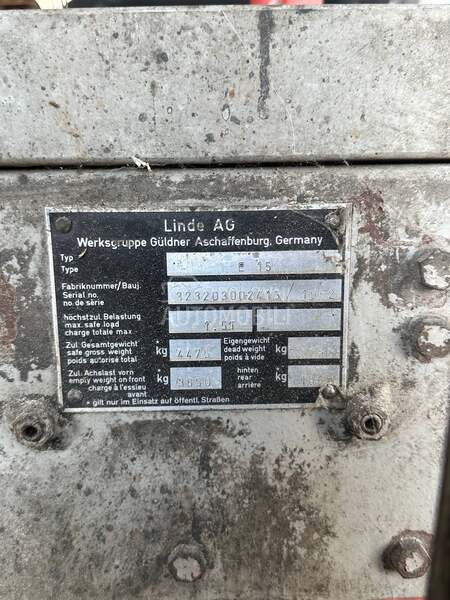 Linde AG
Werksgruppe Güldner Aschaffenburg, Germany
Typ
Type
E 15
Fabriknummer/Bauj.
Serial no.
no. de série
höchstzul. Belastung
max. safe load
charge totale max
1.5t
AUTOMOBILI
Zul. Gesamtgewicht
safe gross weight
poids autorisé total
* kg
Eigengewicht
dead weight
poids à vide
kg
Zul. Achslast vorn
empty weight on front
charge à l'essieu
avant
* kg
hinten
rear
arrière
* kg
* gilt nur im Einsatz auf öffentl. Straßen